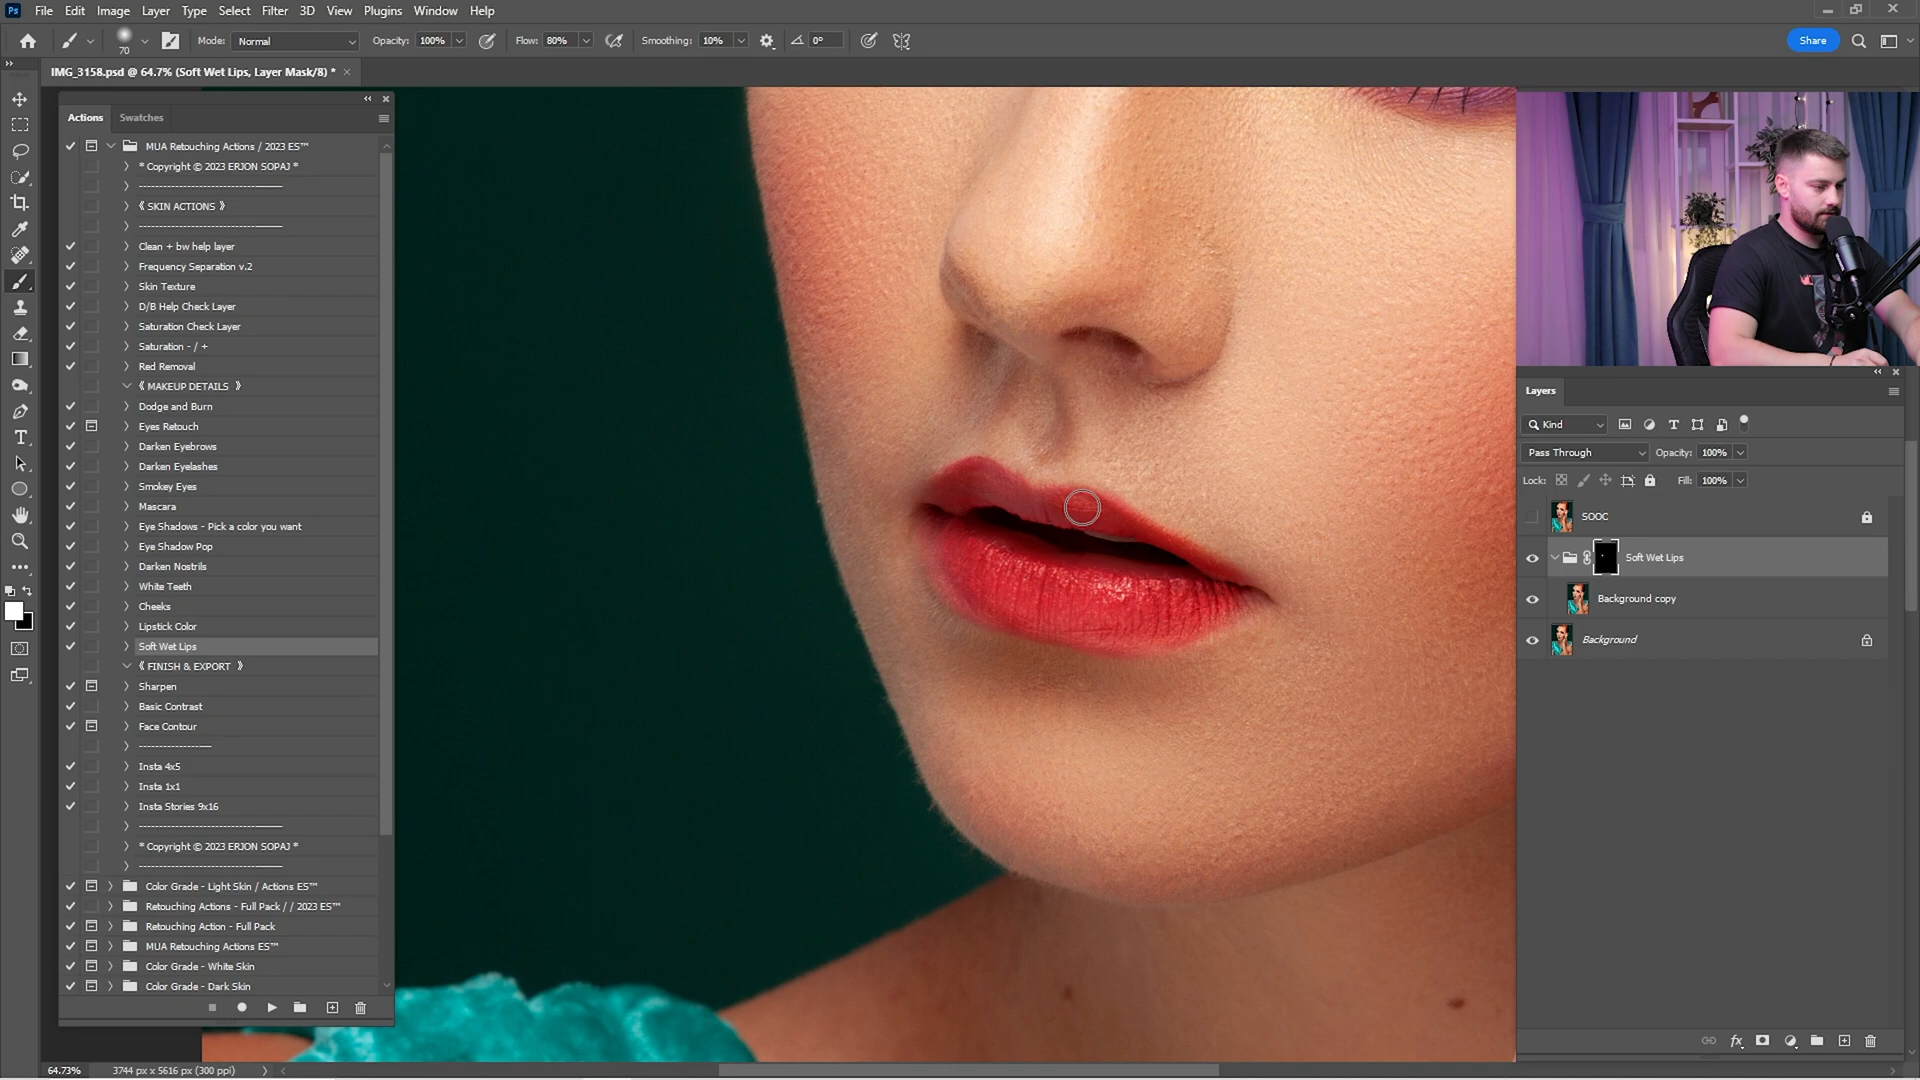 Ps File Edit Image Layer Type Select Filter 3D View Plugins Window Help
70 Mode: Normal Opacity: 100% Flow: 80% Smoothing: 10% 0° Share
IMG_3158.psd @ 64.7% (Soft Wet Lips, Layer Mask/8) *
Actions Swatches
MUA Retouching Actions / 2023 ES™
* Copyright © 2023 ERJON SOPAJ *
--------------------------------
《 SKIN ACTIONS 》
--------------------------------
Clean + bw help layer
Frequency Separation v.2
Skin Texture
D/B Help Check Layer
Saturation Check Layer
Saturation - / +
Red Removal
《 MAKEUP DETAILS 》
Dodge and Burn
Eyes Retouch
Darken Eyebrows
Darken Eyelashes
Smokey Eyes
Mascara
Eye Shadows - Pick a color you want
Eye Shadow Pop
Darken Nostrils
White Teeth
Cheeks
Lipstick Color
Soft Wet Lips
《 FINISH & EXPORT 》
Sharpen
Basic Contrast
Face Contour
------------------
Insta 4x5
Insta 1x1
Insta Stories 9x16
--------------------------------
* Copyright © 2023 ERJON SOPAJ *
--------------------------------
Color Grade - Light Skin / Actions ES™
Retouching Actions - Full Pack / / 2023 ES™
Retouching Action - Full Pack
MUA Retouching Actions ES™
Color Grade - White Skin
Color Grade - Dark Skin
Layers
Kind
Pass Through Opacity: 100%
Lock: Fill: 100%
SOOC
Soft Wet Lips
Background copy
Background
fx
64.73% 3744 px x 5616 px (300 ppi)